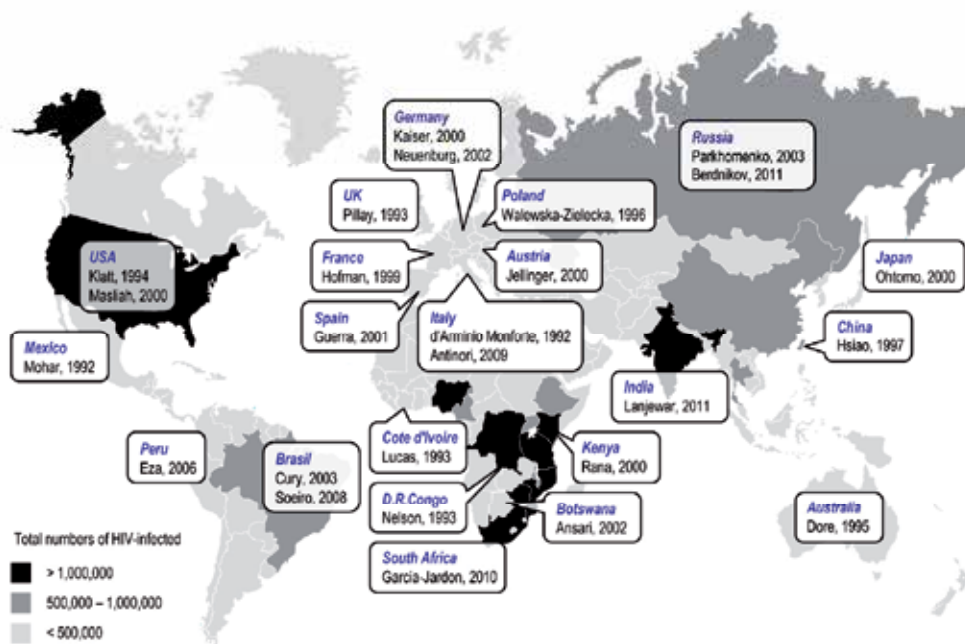 Germany
Kaiser, 2000
Neuenburg, 2002
Russia
Parkhomenko, 2003
Berdnikov, 2011
UK
Pillay, 1993
Poland
Walewska-Zielecka, 1996
USA
Klatt, 1994
Masliah, 2000
France
Hofman, 1999
Austria
Jellinger, 2000
Japan
Ohtomo, 2000
Spain
Guerra, 2001
Italy
d'Arminio Monforte, 1992
Antinori, 2009
China
Hsiao, 1997
Mexico
Mohar, 1992
India
Lanjewar, 2011
Peru
Eza, 2006
Brasil
Cury, 2003
Soeiro, 2008
Cote d'Ivoire
Lucas, 1993
Kenya
Rana, 2000
D.R.Congo
Nelson, 1993
Botswana
Ansari, 2002
Australia
Dore, 1995
South Africa
Garcia-Jardon, 2010
Total numbers of HIV-infected
> 1,000,000
500,000 – 1,000,000
< 500,000